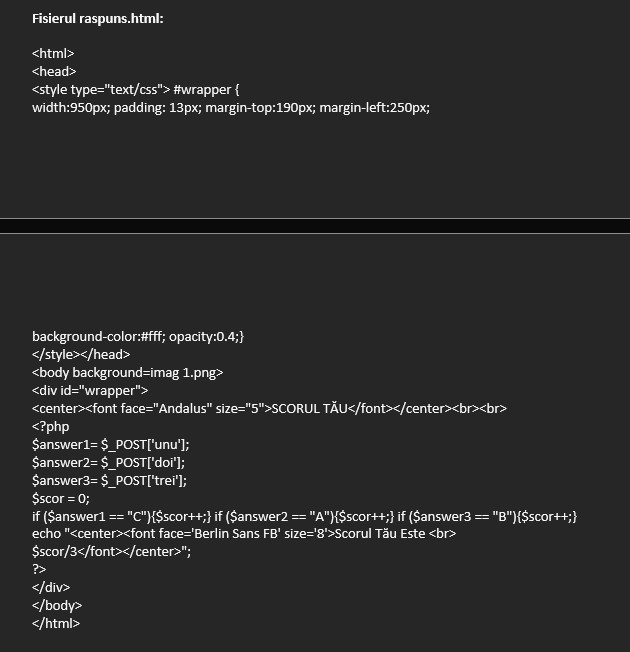 Fisierul raspuns.html:
<html>
<head>
<style type="text/css"> #wrapper {
width:950px; padding: 13px; margin-top:190px; margin-left:250px;
background-color:#fff; opacity:0.4;}
</style></head>
<body background=imag 1.png>
<div id="wrapper">
<center><font face="Andalus" size="5">SCORUL TĂU</font></center><br><br>
<?php
$answer1= $_POST['unu'];
$answer2= $_POST['doi'];
$answer3= $_POST['trei'];
$scor = 0;
if ($answer1 == "C"){$scor++;} if ($answer2 == "A"){$scor++;} if ($answer3 == "B"){$scor++;}
echo "<center><font face='Berlin Sans FB' size='8'>Scorul Tău Este <br>
$scor/3</font></center>";
?>
</div>
</body>
</html>